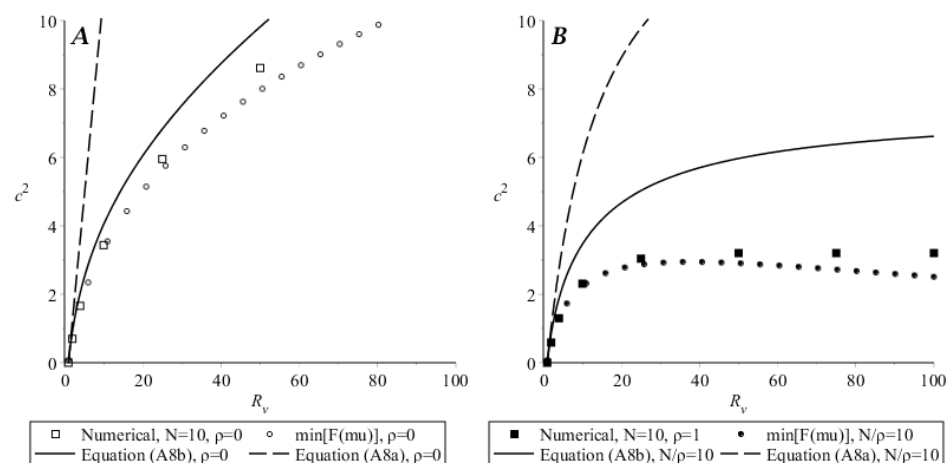 A
10
8
6
4
2
0
c²
0 20 40 60 80 100
R_v
□ Numerical, N=10, ρ=0 ○ min[F(mu)], ρ=0
Equation (A8b), ρ=0 Equation (A8a), ρ=0
B
10
8
6
4
2
0
c²
0 20 40 60 80 100
R_v
■ Numerical, N=10, ρ=1 ● min[F(mu)], N/ρ=10
Equation (A8b), N/ρ=10 Equation (A8a), N/ρ=10